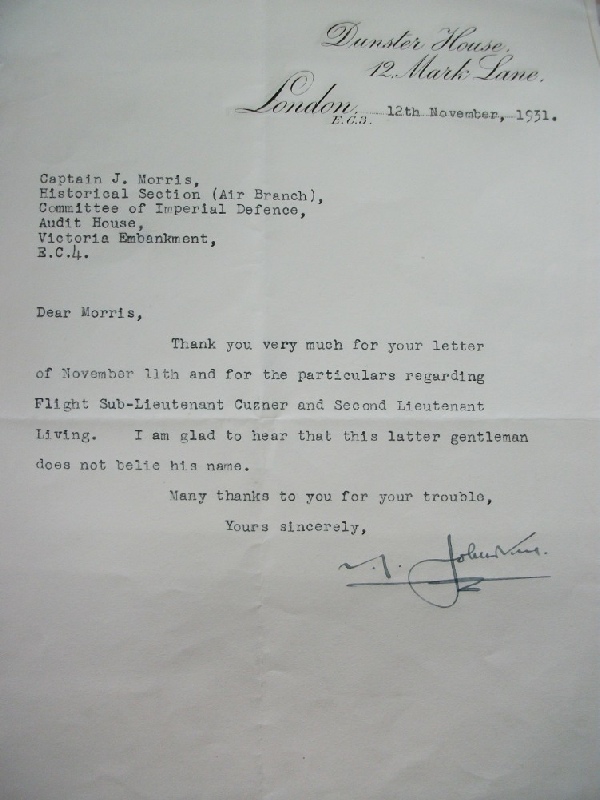 Dunster House,
12, Mark Lane.
London, 12th November, 1931.
E.C.3.
Captain J. Morris,
Historical Section (Air Branch),
Committee of Imperial Defence,
Audit House,
Victoria Embankment,
E.C.4.
Dear Morris,
Thank you very much for your letter
of November 11th and for the particulars regarding
Flight Sub-Lieutenant Cuzner and Second Lieutenant
Living. I am glad to hear that this latter gentleman
does not belie his name.
Many thanks to you for your trouble,
Yours sincerely,